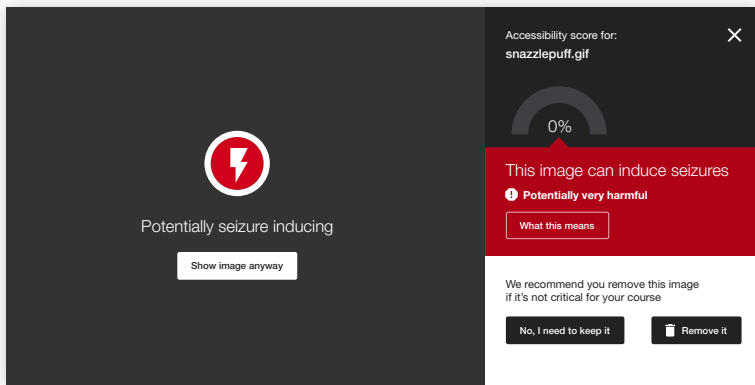 Potentially seizure inducing
Show image anyway
Accessibility score for:
snazzlepuff.gif
0%
This image can induce seizures
Potentially very harmful
What this means
We recommend you remove this image
if it's not critical for your course
No, I need to keep it
Remove it